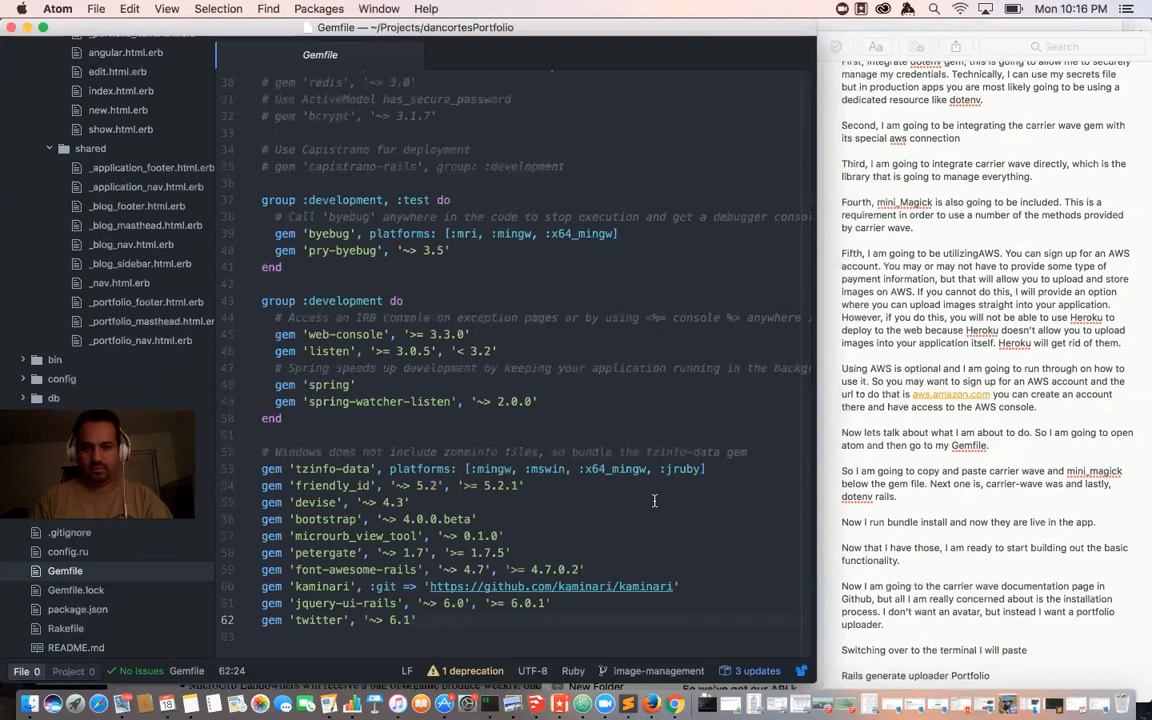 Atom File Edit View Selection Find Packages Window Help Mon 10:16 PM
Gemfile — ~/Projects/dancortesPortfolio
Gemfile
angular.html.erb
edit.html.erb
index.html.erb
new.html.erb
show.html.erb
shared
_application_footer.html.erb
_application_nav.html.erb
_blog_footer.html.erb
_blog_masthead.html.erb
_blog_nav.html.erb
_blog_sidebar.html.erb
_nav.html.erb
_portfolio_footer.html.erb
_portfolio_masthead.html.erb
_portfolio_nav.html.erb
bin
config
db
.gitignore
config.ru
Gemfile
Gemfile.lock
package.json
Rakefile
README.md
30 # gem 'redis', '~> 3.0'
31 # Use ActiveModel has_secure_password
32 # gem 'bcrypt', '~> 3.1.7'
33
34 # Use Capistrano for deployment
35 # gem 'capistrano-rails', group: :development
36
37 group :development, :test do
38 # Call 'byebug' anywhere in the code to stop execution and get a debugger consol
39 gem 'byebug', platforms: [:mri, :mingw, :x64_mingw]
40 gem 'pry-byebug', '~> 3.5'
41 end
42
43 group :development do
44 # Access an IRB console on exception pages or by using <%= console %> anywhere i
45 gem 'web-console', '>= 3.3.0'
46 gem 'listen', '>= 3.0.5', '< 3.2'
47 # Spring speeds up development by keeping your application running in the backgr
48 gem 'spring'
49 gem 'spring-watcher-listen', '~> 2.0.0'
50 end
51
52 # Windows does not include zoneinfo files, so bundle the tzinfo-data gem
53 gem 'tzinfo-data', platforms: [:mingw, :mswin, :x64_mingw, :jruby]
54 gem 'friendly_id', '~> 5.2', '>= 5.2.1'
55 gem 'devise', '~> 4.3'
56 gem 'bootstrap', '~> 4.0.0.beta'
57 gem 'microurb_view_tool', '~> 0.1.0'
58 gem 'petergate', '~> 1.7', '>= 1.7.5'
59 gem 'font-awesome-rails', '~> 4.7', '>= 4.7.0.2'
60 gem 'kaminari', :git => 'https://github.com/kaminari/kaminari'
61 gem 'jquery-ui-rails', '~> 6.0', '>= 6.0.1'
62 gem 'twitter', '~> 6.1'
63
File 0 Project 0 No Issues Gemfile 62:24 LF 1 deprecation UTF-8 Ruby image-management 2 updates
Search
First, integrate dotenv gem, this is going to allow me to securely
manage my credentials. Technically, I can use my secrets file
but in production apps you are most likely going to be using a
dedicated resource like dotenv.
Second, I am going to be integrating the carrier wave gem with
its special aws connection
Third, I am going to integrate carrier wave directly, which is the
library that is going to manage everything.
Fourth, mini_Magick is also going to be included. This is a
requirement in order to use a number of the methods provided
by carrier wave.
Fifth, I am going to be utilizingAWS. You can sign up for an AWS
account. You may or may not have to provide some type of
payment information, but that will allow you to upload and store
images on AWS. If you cannot do this, I will provide an option
where you can upload images straight into your application.
However, if you do this, you will not be able to use Heroku to
deploy to the web because Heroku doesn't allow you to upload
images into your application itself. Heroku will get rid of them.
Using AWS is optional and I am going to run through on how to
use it. So you may want to sign up for an AWS account and the
url to do that is aws.amazon.com you can create an account
there and have access to the AWS console.
Now lets talk about what I am about to do. So I am going to open
atom and then go to my Gemfile.
So I am going to copy and paste carrier wave and mini_magick
below the gem file. Next one is, carrier-wave was and lastly,
dotenv rails.
Now I run bundle install and now they are live in the app.
Now that I have those, I am ready to start building out the basic
functionality.
Now I am going to the carrier wave documentation page in
Github, but all I am really concerned about is the installation
process. I don't want an avatar, but instead I want a portfolio
uploader.
Switching over to the terminal I will paste
Rails generate uploader Portfolio
New Folder